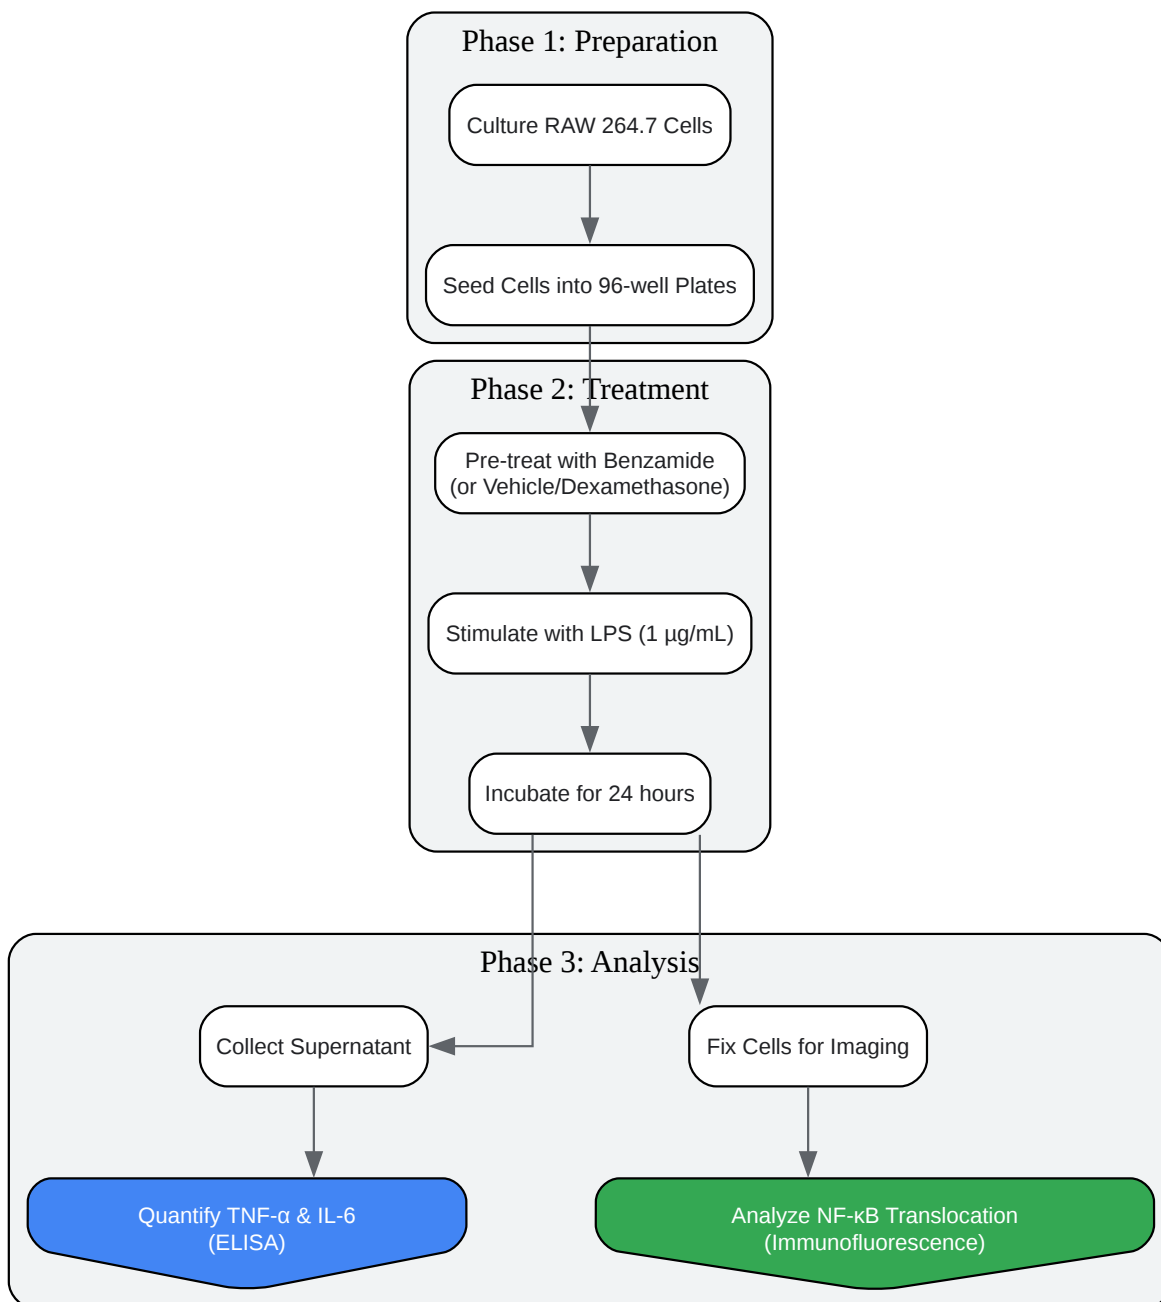 Phase 1: Preparation
Culture RAW 264.7 Cells
Seed Cells into 96-well Plates
Phase 2: Treatment
Pre-treat with Benzamide
(or Vehicle/Dexamethasone)
Stimulate with LPS (1 µg/mL)
Incubate for 24 hours
Phase 3: Analysis
Collect Supernatant
Fix Cells for Imaging
Quantify TNF-α & IL-6
(ELISA)
Analyze NF-κB Translocation
(Immunofluorescence)